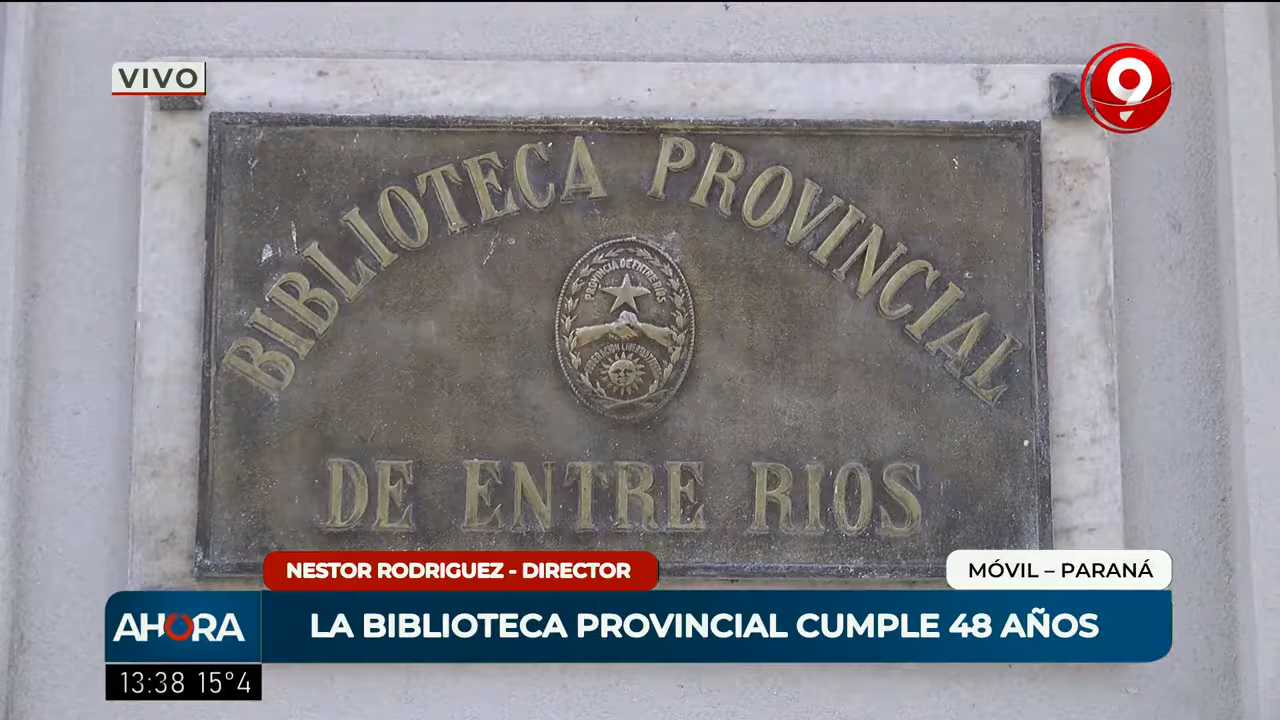 VIVO
9
BIBLIOTECA PROVINCIAL
PROVINCIA DE ENTRE RIOS
DE ENTRE RIOS
NESTOR RODRIGUEZ - DIRECTOR
MÓVIL – PARANÁ
AHORA
LA BIBLIOTECA PROVINCIAL CUMPLE 48 AÑOS
13:38 15°4